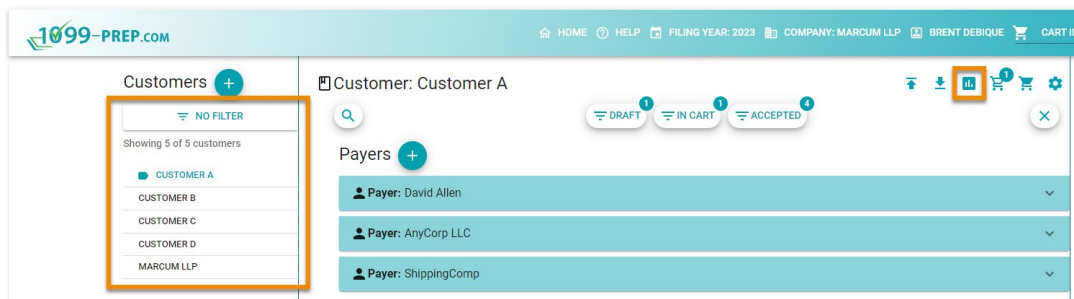 1099-PREP.COM
HOME HELP FILING YEAR: 2023 COMPANY: MARCUM LLP BRENT DEBIQUE CART
Customers +
NO FILTER
Showing 5 of 5 customers
CUSTOMER A
CUSTOMER B
CUSTOMER C
CUSTOMER D
MARCUM LLP
Customer: Customer A
1
DRAFT 1 IN CART 1 ACCEPTED 4
Payers +
Payer: David Allen
Payer: AnyCorp LLC
Payer: ShippingComp